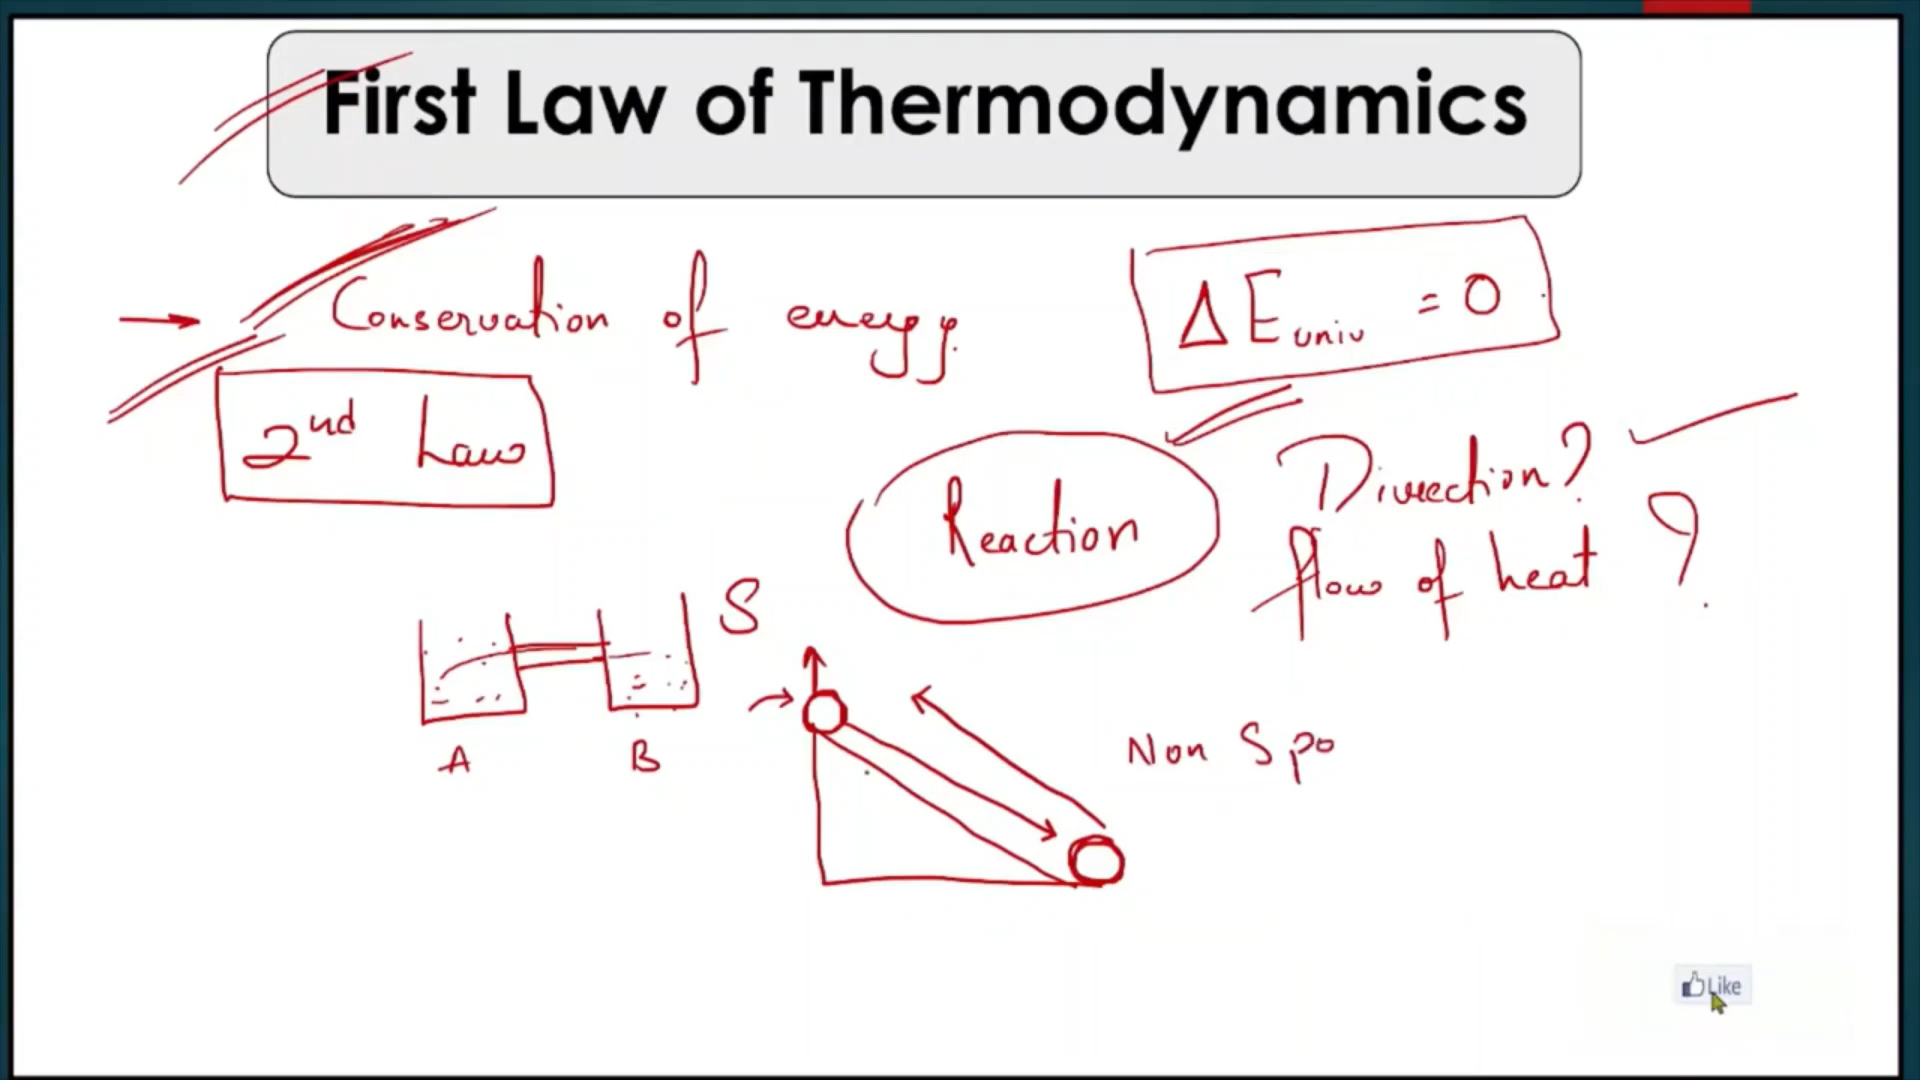 First Law of Thermodynamics
Conservation of energy.
Δ E univ = 0
2nd Law
Reaction
Direction?
flow of heat ?
S
A
B
Non Spo
Like